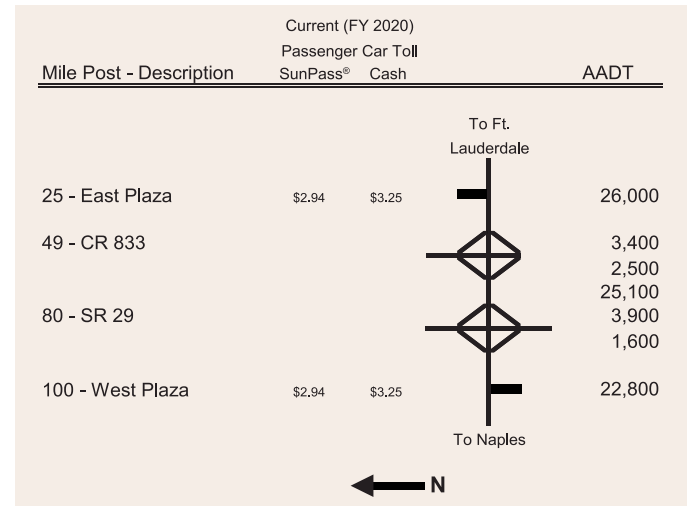 Current (FY 2020)
Passenger Car Toll
Mile Post - Description SunPass® Cash AADT
To Ft.
Lauderdale
25 - East Plaza $2.94 $3.25 26,000
49 - CR 833 3,400
2,500
25,100
80 - SR 29 3,900
1,600
100 - West Plaza $2.94 $3.25 22,800
To Naples
N